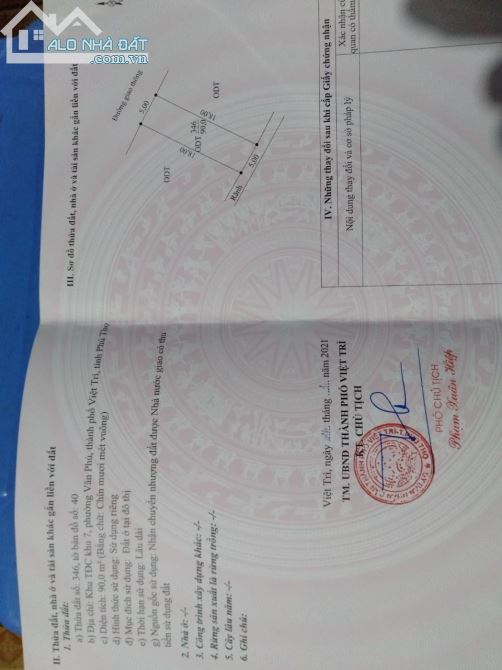 ALO NHÀ ĐẤT
.com.vn
II. Thửa đất, nhà ở và tài sản khác gắn liền với đất
1. Thửa đất:
a) Thửa đất số: 346, tờ bản đồ số: 40
b) Địa chỉ: Khu TĐC khu 7, phường Vân Phú, thành phố Việt Trì, tỉnh Phú Thọ
c) Diện tích: 90,0 m² (Bằng chữ: Chín mươi mét vuông)
d) Hình thức sử dụng: Sử dụng riêng
đ) Mục đích sử dụng: Đất ở tại đô thị
e) Thời hạn sử dụng: Lâu dài
g) Nguồn gốc sử dụng: Nhận chuyển nhượng đất được Nhà nước giao có thu
tiền sử dụng đất
2. Nhà ở: -/-
3. Công trình xây dựng khác: -/-
4. Rừng sản xuất là rừng trồng: -/-
5. Cây lâu năm: -/-
6. Ghi chú:
Việt Trì, ngày tháng năm 2021
TM. UBND THÀNH PHỐ VIỆT TRÌ
KT. CHỦ TỊCH
PHÓ CHỦ TỊCH
Phạm Xuân Hiệp
III. Sơ đồ thửa đất, nhà ở và tài sản khác gắn liền với đất
Đường giao thông
5,00
18,00
ODT
346
90,0
18,00
ODT
ODT
5,00
Rãnh
IV. Những thay đổi sau khi cấp Giấy chứng nhận
Nội dung thay đổi và cơ sở pháp lý
Xác nhận
quan có thẩm